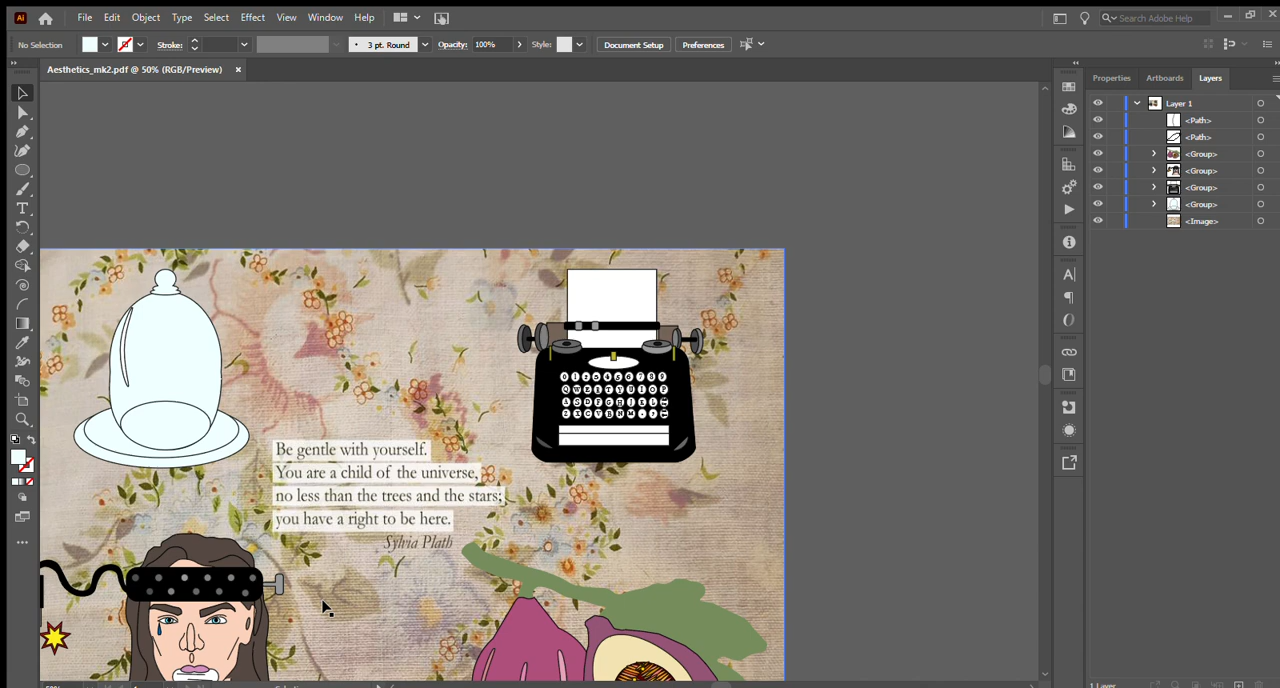 Ai File Edit Object Type Select Effect View Window Help Search Adobe Help
No Selection Stroke: 3 pt. Round Opacity: 100% Style: Document Setup Preferences
Aesthetics_mk2.pdf @ 50% (RGB/Preview) ×
Properties Artboards Layers
Layer 1
<Path>
<Path>
<Group>
<Group>
<Group>
<Group>
<Image>
Be gentle with yourself.
You are a child of the universe,
no less than the trees and the stars;
you have a right to be here.
Sylvia Plath
1 Layer